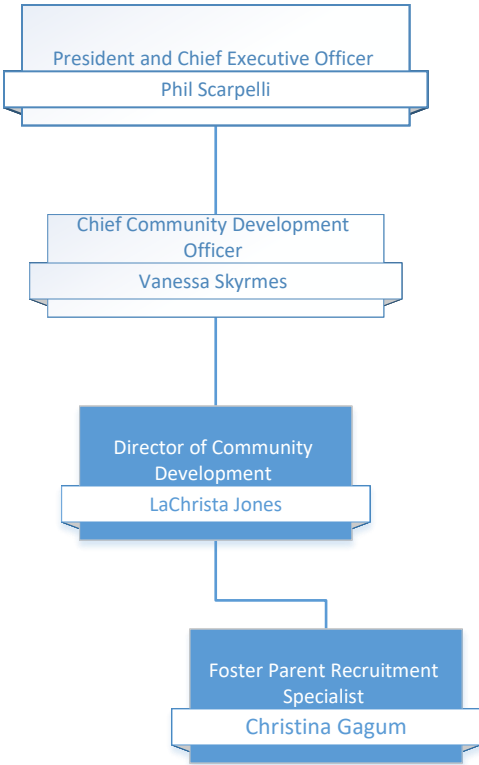 President and Chief Executive Officer
Phil Scarpelli
Chief Community Development
Officer
Vanessa Skyrmes
Director of Community
Development
LaChrista Jones
Foster Parent Recruitment
Specialist
Christina Gagum